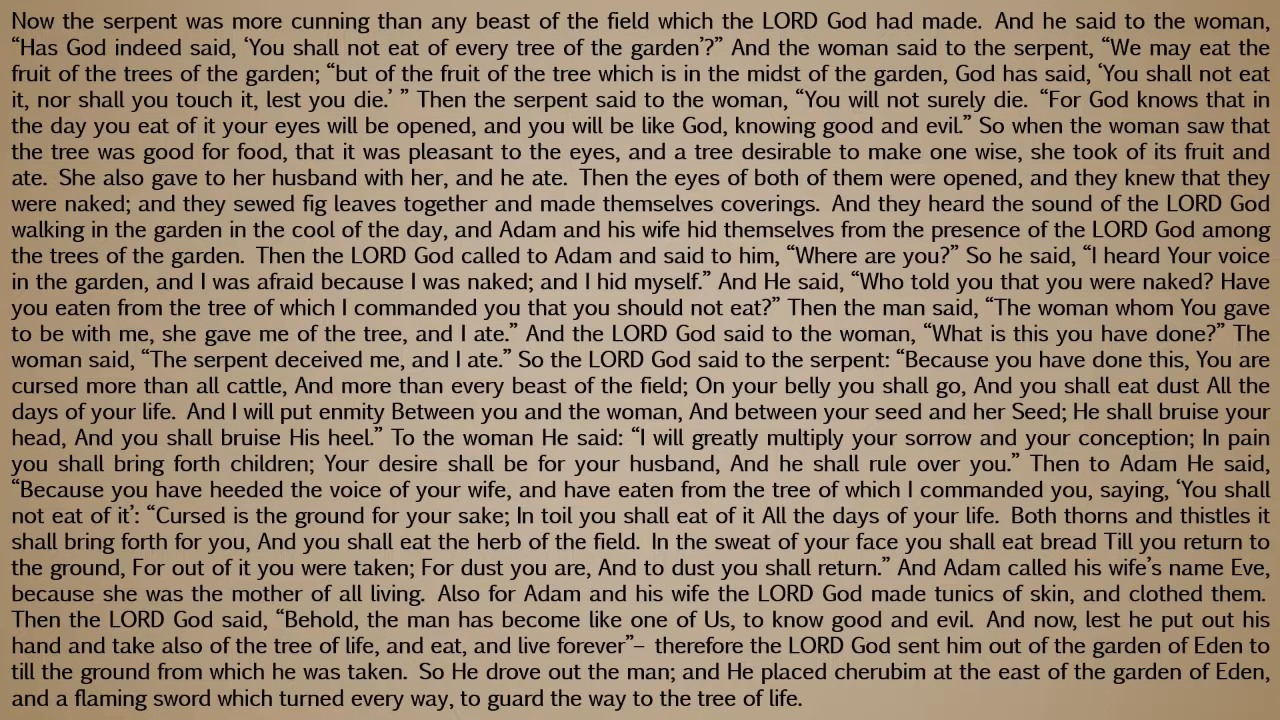 Now the serpent was more cunning than any beast of the field which the LORD God had made. And he said to the woman,
“Has God indeed said, ‘You shall not eat of every tree of the garden’?” And the woman said to the serpent, “We may eat the
fruit of the trees of the garden; “but of the fruit of the tree which is in the midst of the garden, God has said, ‘You shall not eat
it, nor shall you touch it, lest you die.’ ” Then the serpent said to the woman, “You will not surely die. “For God knows that in
the day you eat of it your eyes will be opened, and you will be like God, knowing good and evil.” So when the woman saw that
the tree was good for food, that it was pleasant to the eyes, and a tree desirable to make one wise, she took of its fruit and
ate. She also gave to her husband with her, and he ate. Then the eyes of both of them were opened, and they knew that they
were naked; and they sewed fig leaves together and made themselves coverings. And they heard the sound of the LORD God
walking in the garden in the cool of the day, and Adam and his wife hid themselves from the presence of the LORD God among
the trees of the garden. Then the LORD God called to Adam and said to him, “Where are you?” So he said, “I heard Your voice
in the garden, and I was afraid because I was naked; and I hid myself.” And He said, “Who told you that you were naked? Have
you eaten from the tree of which I commanded you that you should not eat?” Then the man said, “The woman whom You gave
to be with me, she gave me of the tree, and I ate.” And the LORD God said to the woman, “What is this you have done?” The
woman said, “The serpent deceived me, and I ate.” So the LORD God said to the serpent: “Because you have done this, You are
cursed more than all cattle, And more than every beast of the field; On your belly you shall go, And you shall eat dust All the
days of your life. And I will put enmity Between you and the woman, And between your seed and her Seed; He shall bruise your
head, And you shall bruise His heel.” To the woman He said: “I will greatly multiply your sorrow and your conception; In pain
you shall bring forth children; Your desire shall be for your husband, And he shall rule over you.” Then to Adam He said,
“Because you have heeded the voice of your wife, and have eaten from the tree of which I commanded you, saying, ‘You shall
not eat of it’: “Cursed is the ground for your sake; In toil you shall eat of it All the days of your life. Both thorns and thistles it
shall bring forth for you, And you shall eat the herb of the field. In the sweat of your face you shall eat bread Till you return to
the ground, For out of it you were taken; For dust you are, And to dust you shall return.” And Adam called his wife’s name Eve,
because she was the mother of all living. Also for Adam and his wife the LORD God made tunics of skin, and clothed them.
Then the LORD God said, “Behold, the man has become like one of Us, to know good and evil. And now, lest he put out his
hand and take also of the tree of life, and eat, and live forever”– therefore the LORD God sent him out of the garden of Eden to
till the ground from which he was taken. So He drove out the man; and He placed cherubim at the east of the garden of Eden,
and a flaming sword which turned every way, to guard the way to the tree of life.